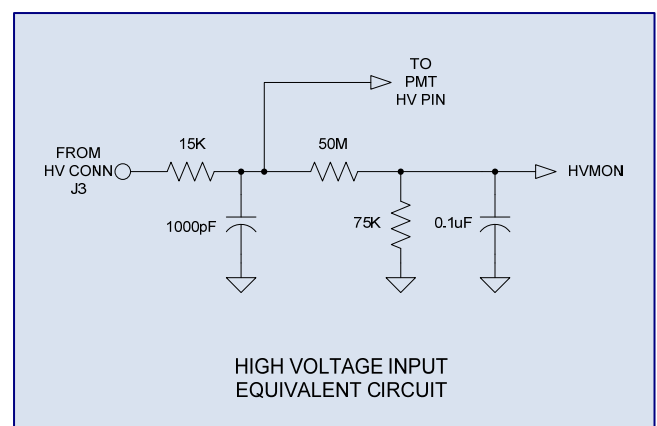 TO
PMT
HV PIN
FROM
HV CONN
J3
15K
50M
HVMON
1000pF
75K
0.1uF
HIGH VOLTAGE INPUT
EQUIVALENT CIRCUIT